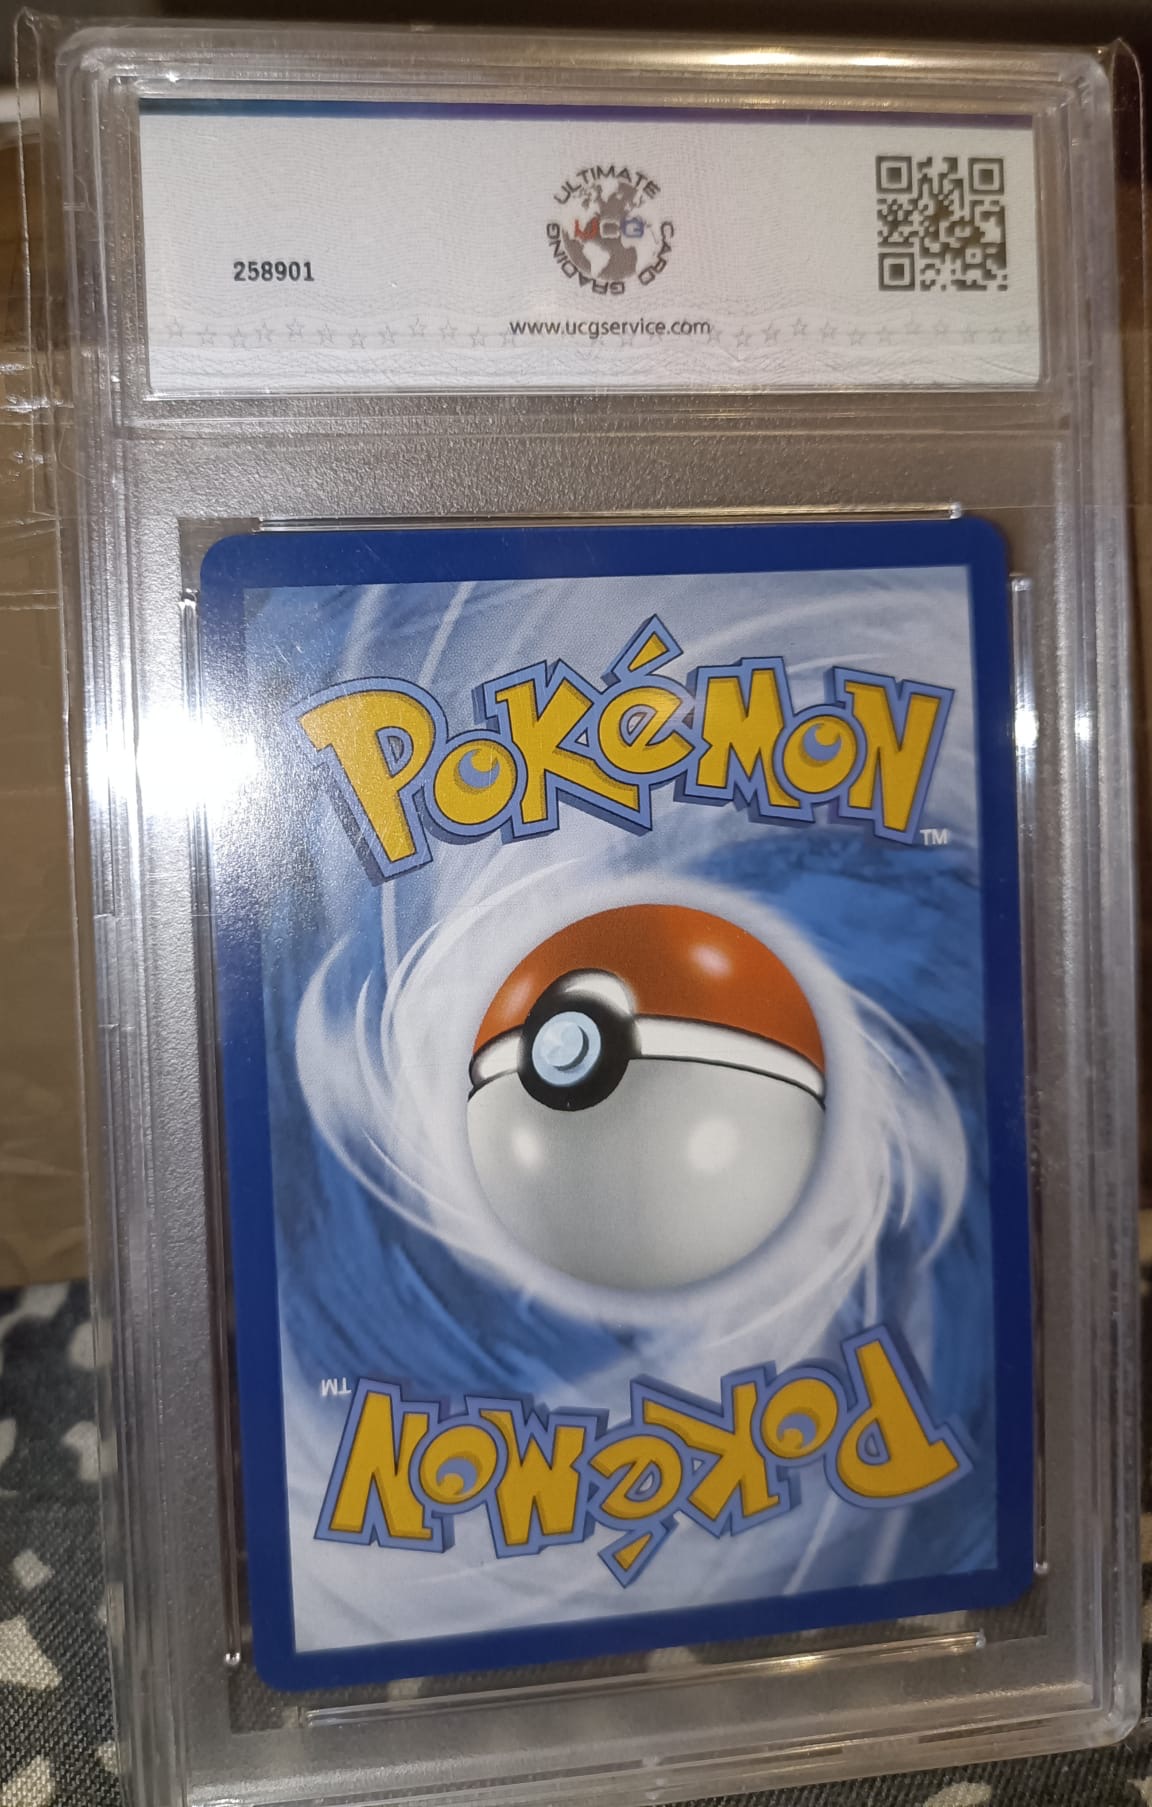 ULTIMATE CARD GRADING
UCG
258901
www.ucgservice.com
POKéMON
TM
TM
POKéMON